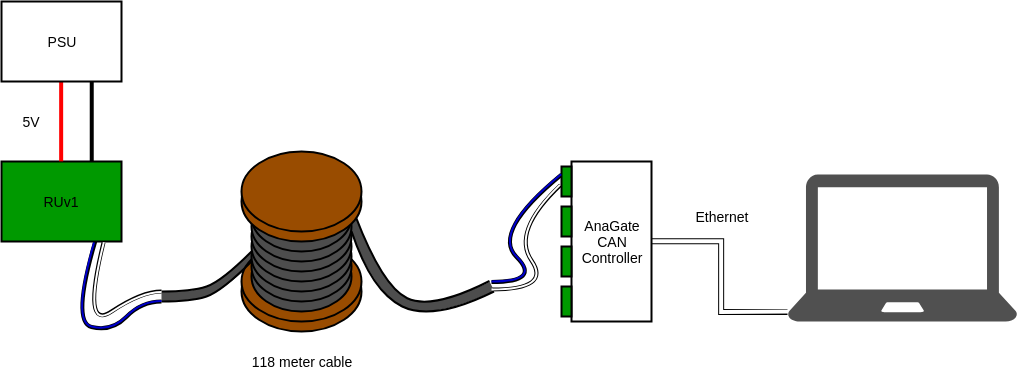 PSU
5V
RUv1
118 meter cable
AnaGate
CAN
Controller
Ethernet